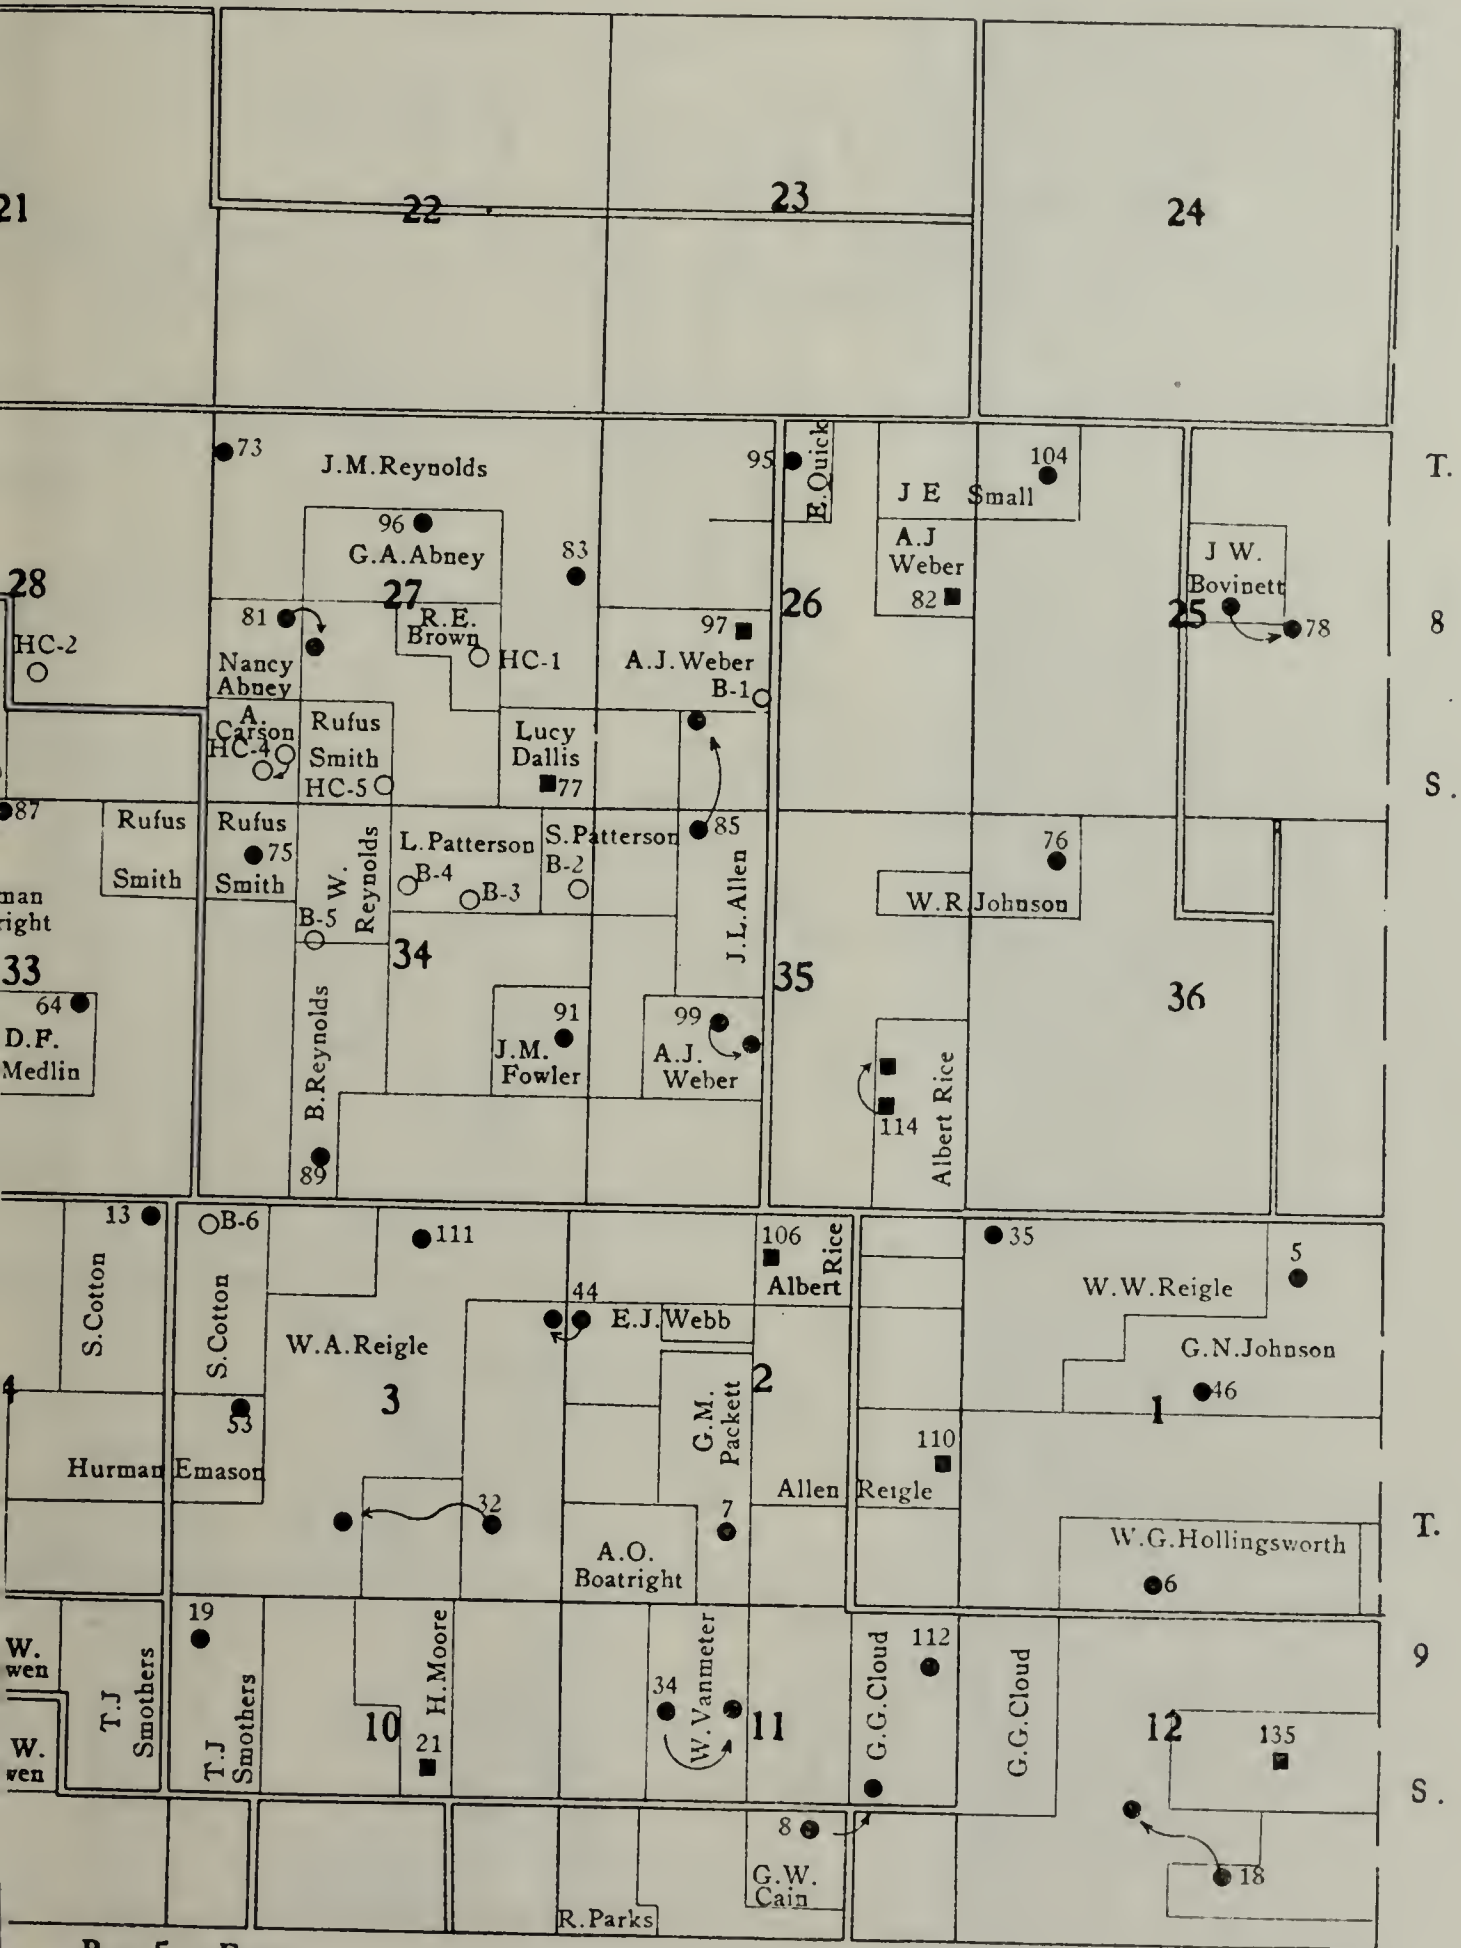 21
22
23
24
73
J.M.Reynolds
95
E.Quick
104
J E Small
T.
96
G.A.Abney
83
A.J
Weber
J W.
Bovinett
28
27
26
82
25
78
8
81
R.E.
Brown
97
HC-2
Nancy
Abney
HC-1
A.J.Weber
B-1
A.
Carson
HC-4
Rufus
Smith
HC-5
Lucy
Dallis
77
S.
87
Rufus
Smith
Rufus
75
Smith
W.
Reynolds
L.Patterson
B-4
B-3
S.Patterson
B-2
85
J.L.Allen
76
W.R.Johnson
man
right
B-5
34
35
33
36
64
D.F.
Medlin
B.Reynolds
91
J.M.
Fowler
99
A.J.
Weber
114
Albert Rice
89
13
B-6
111
106
Albert
Rice
35
5
S.Cotton
S.Cotton
44
E.J.Webb
W.W.Reigle
W.A.Reigle
G.N.Johnson
4
3
2
46
1
53
G.M.
Packett
110
Hurman Emason
Allen Reigle
32
7
T.
A.O.
Boatright
W.G.Hollingsworth
6
19
112
W.
wen
T.J
Smothers
T.J
Smothers
H.Moore
34
W.Vanmeter
G.G.Cloud
G.G.Cloud
9
10
11
12
135
W.
wen
21
S.
8
G.W.
Cain
18
R.Parks